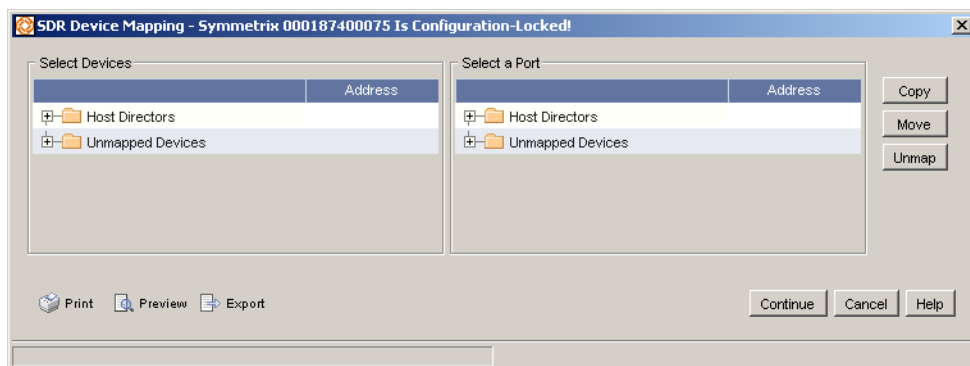 SDR Device Mapping - Symmetrix 000187400075 Is Configuration-Locked!
Select Devices
Select a Port
Address
Address
Copy
Host Directors
Host Directors
Move
Unmapped Devices
Unmapped Devices
Unmap
Print
Preview
Export
Continue
Cancel
Help